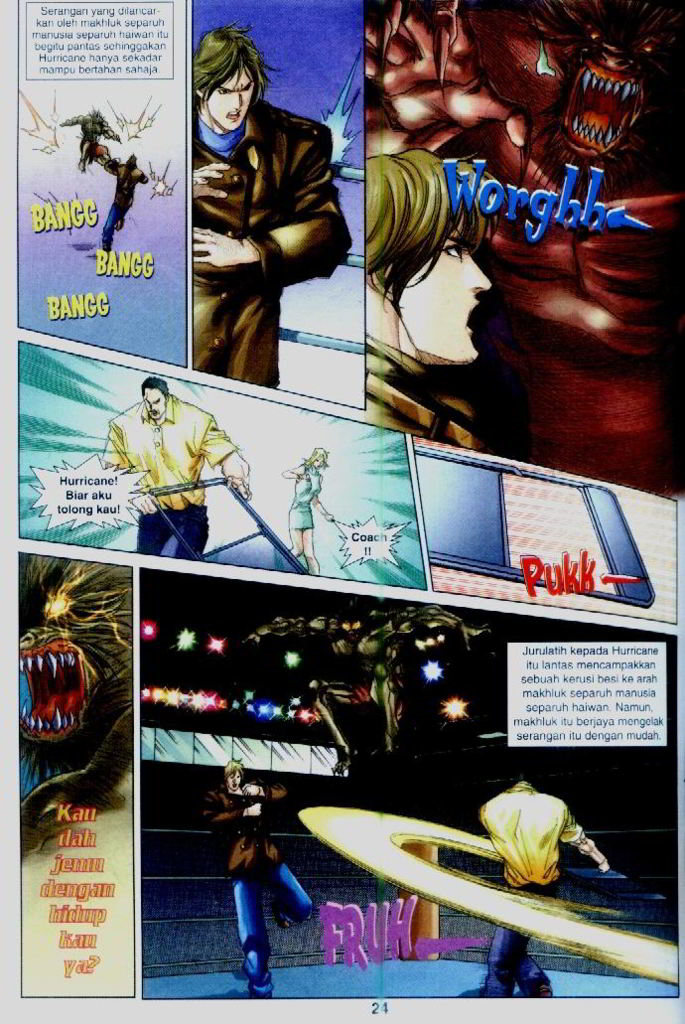 Serangan yang dilancar-
kan oleh makhluk separuh
manusia separuh haiwan itu
begitu pantas sehinggakan
Hurricane hanya sekadar
mampu bertahan sahaja.
BANGG
BANGG
BANGG
Worghh
Hurricane!
Biar aku
tolong kau!
Coach
!!
PUKK
Kau
dah
jemu
dengan
hidup
kau
ya?
Jurulatih kepada Hurricane
itu lantas mencampakkan
sebuah kerusi besi ke arah
makhluk separuh manusia
separuh haiwan. Namun,
makhluk itu berjaya mengelak
serangan itu dengan mudah.
FRUH
24